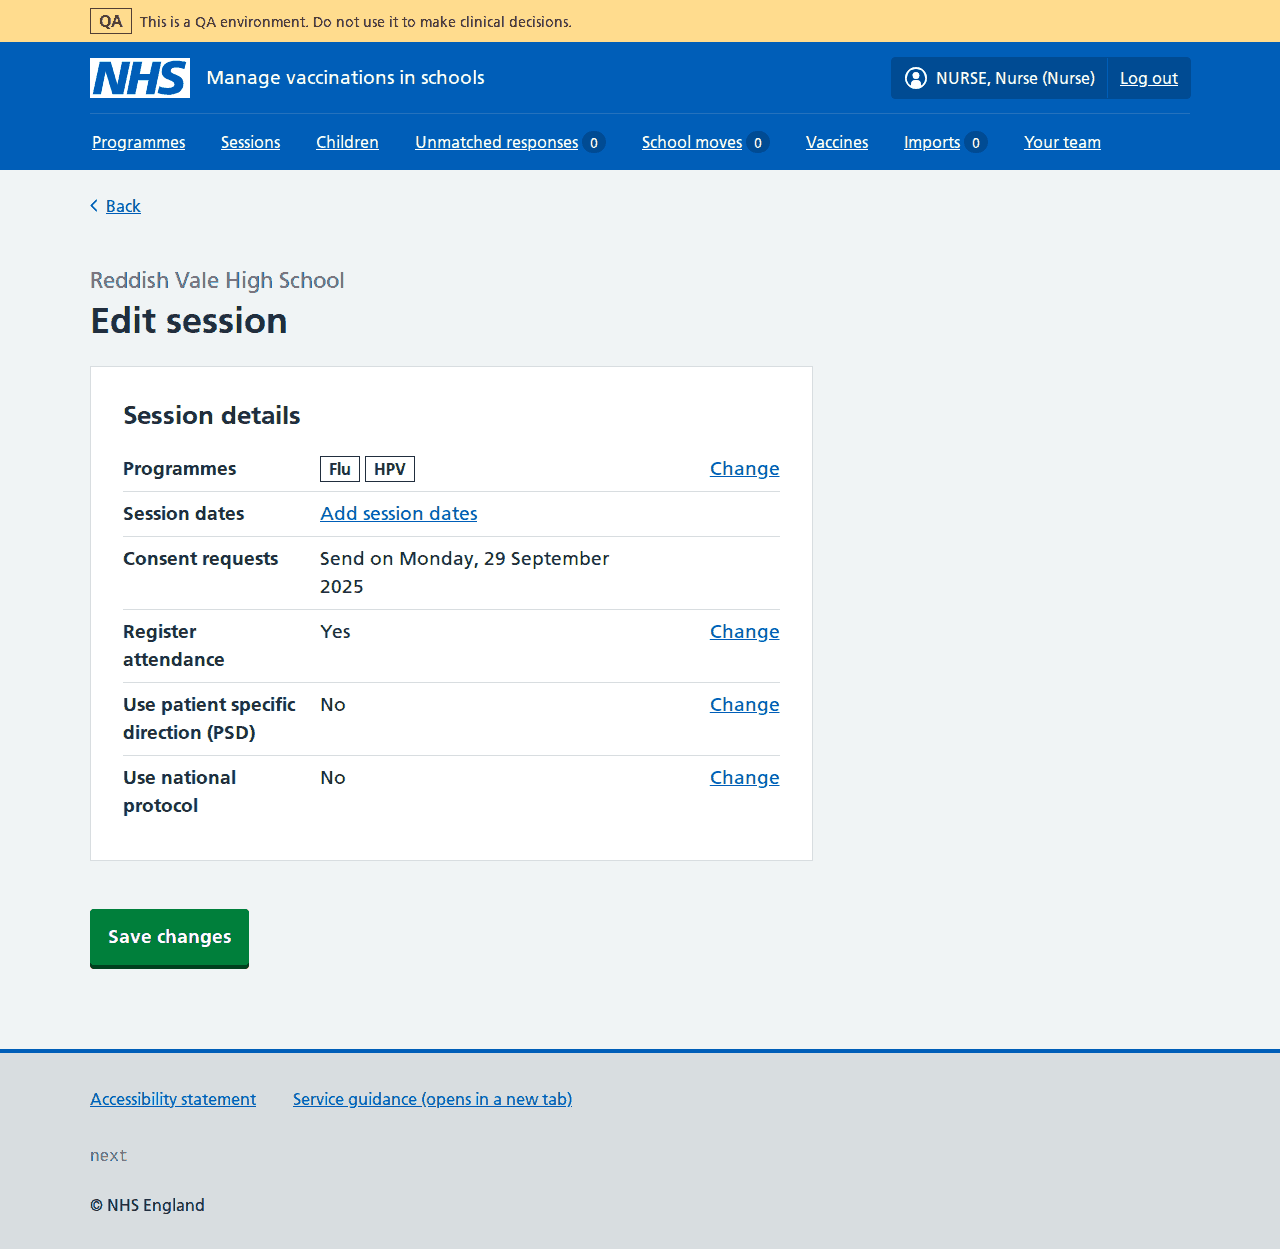 QA This is a QA environment. Do not use it to make clinical decisions.
NHS Manage vaccinations in schools NURSE, Nurse (Nurse) Log out
Programmes Sessions Children Unmatched responses 0 School moves 0 Vaccines Imports 0 Your team
Back
Reddish Vale High School
Edit session
Session details
Programmes Flu HPV Change
Session dates Add session dates
Consent requests Send on Monday, 29 September
2025
Register Yes Change
attendance
Use patient specific No Change
direction (PSD)
Use national No Change
protocol
Save changes
Accessibility statement Service guidance (opens in a new tab)
next
© NHS England